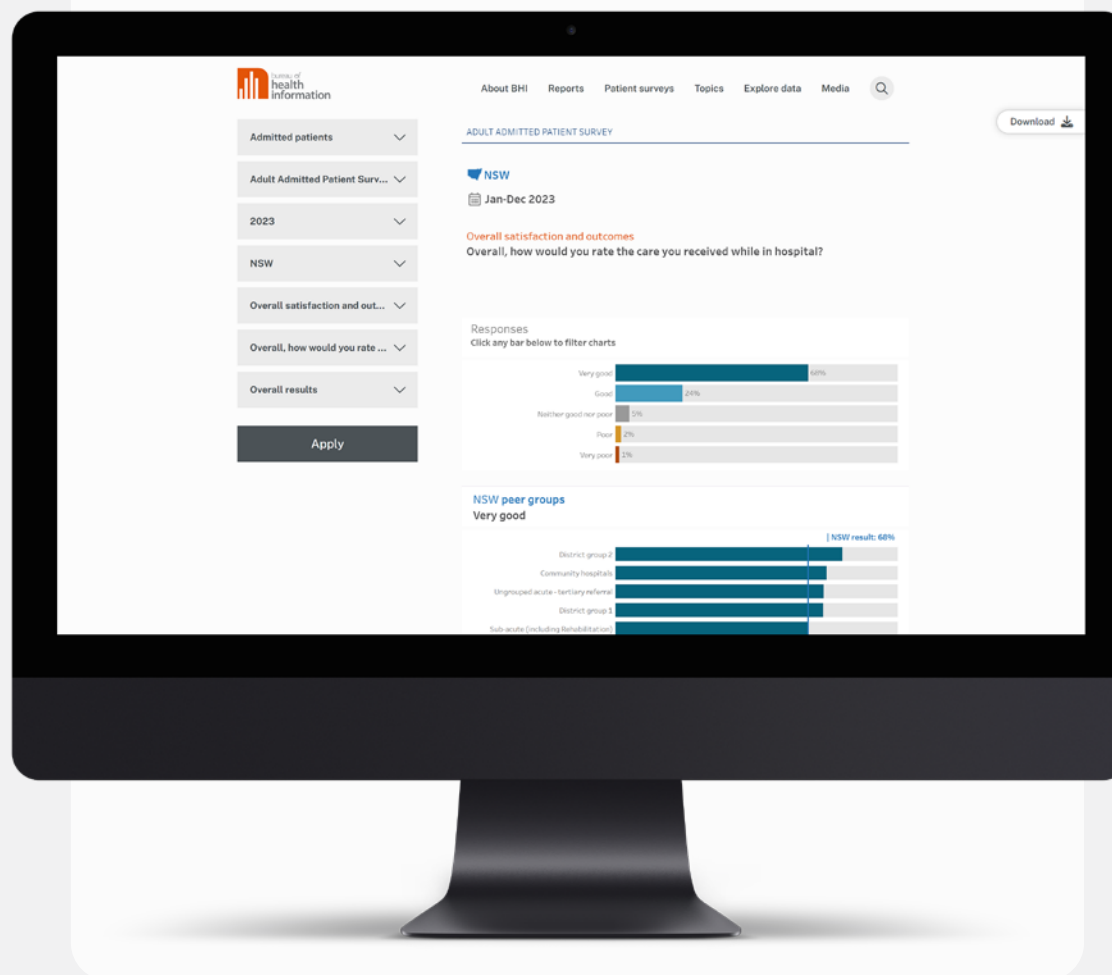 bureau of
health
information
About BHI Reports Patient surveys Topics Explore data Media
Download
Admitted patients
Adult Admitted Patient Surv...
2023
NSW
Overall satisfaction and out...
Overall, how would you rate ...
Overall results
Apply
ADULT ADMITTED PATIENT SURVEY
NSW
Jan-Dec 2023
Overall satisfaction and outcomes
Overall, how would you rate the care you received while in hospital?
Responses
Click any bar below to filter charts
Very good 68%
Good 24%
Neither good nor poor 5%
Poor 2%
Very poor 1%
NSW peer groups
Very good
| NSW result: 68%
District group 2
Community hospitals
Ungrouped acute - tertiary referral
District group 1
Sub-acute (including Rehabilitation)